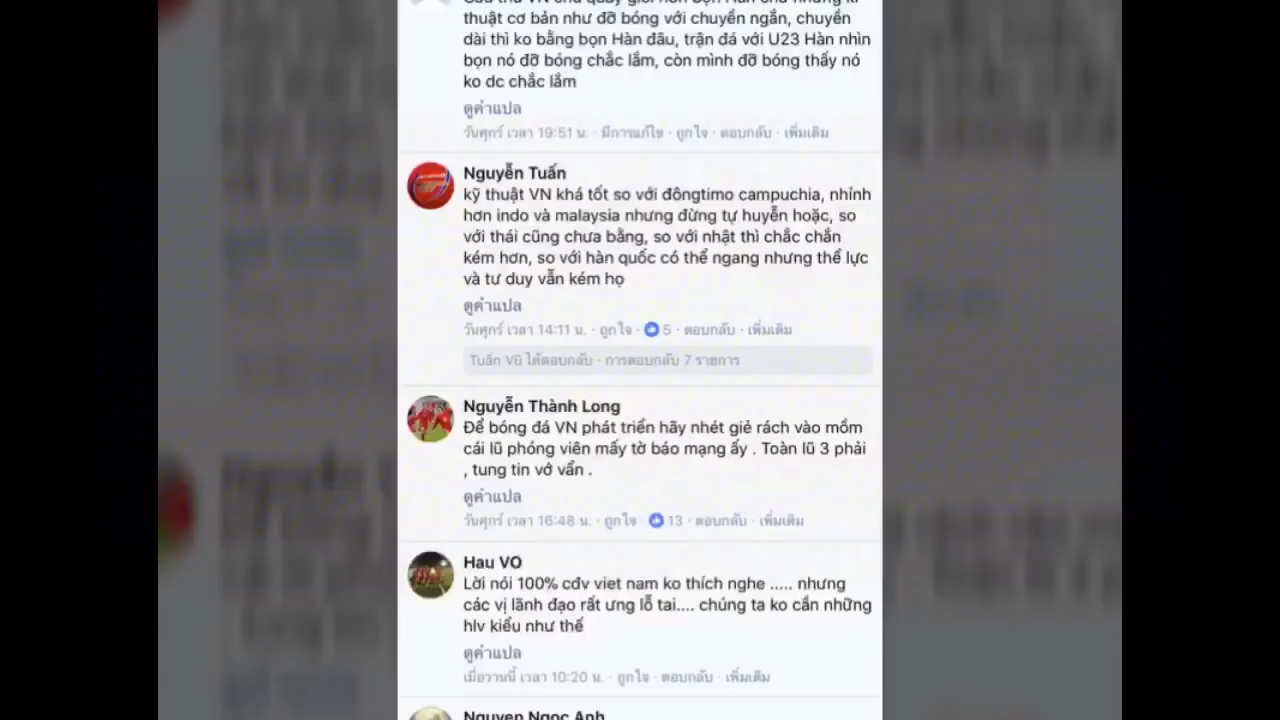 thuật cơ bản như đỡ bóng với chuyền ngắn, chuyền
dài thì ko bằng bọn Hàn đâu, trận đá với U23 Hàn nhìn
bọn nó đỡ bóng chắc lắm, còn mình đỡ bóng thấy nó
ko dc chắc lắm
ดูคำแปล
วันศุกร์ เวลา 19:51 น. · มีการแก้ไข · ถูกใจ · ตอบกลับ · เพิ่มเติม
Nguyễn Tuấn
kỹ thuật VN khá tốt so với đôngtimo campuchia, nhỉnh
hơn indo và malaysia nhưng đừng tự huyễn hoặc, so
với thái cũng chưa bằng, so với nhật thì chắc chắn
kém hơn, so với hàn quốc có thể ngang nhưng thể lực
và tư duy vẫn kém họ
ดูคำแปล
วันศุกร์ เวลา 14:11 น. · ถูกใจ · 5 · ตอบกลับ · เพิ่มเติม
Tuấn Vũ ได้ตอบกลับ · การตอบกลับ 7 รายการ
Nguyễn Thành Long
Để bóng đá VN phát triển hãy nhét giẻ rách vào mồm
cái lũ phóng viên mấy tờ báo mạng ấy . Toàn lũ 3 phải
, tung tin vớ vẩn .
ดูคำแปล
วันศุกร์ เวลา 16:48 น. · ถูกใจ · 13 · ตอบกลับ · เพิ่มเติม
Hau VO
Lời nói 100% cđv viet nam ko thích nghe ..... nhưng
các vị lãnh đạo rất ưng lỗ tai.... chúng ta ko cần những
hlv kiểu như thế
ดูคำแปล
เมื่อวานนี้ เวลา 10:20 น. · ถูกใจ · ตอบกลับ · เพิ่มเติม
Nguyen Ngoc Anh